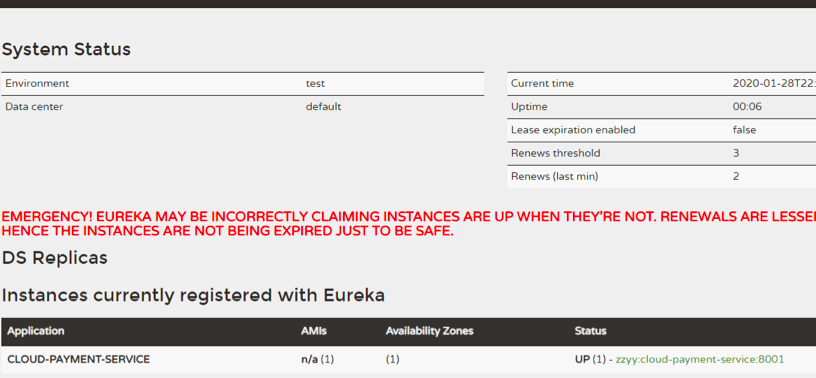 System Status
Environment test
Data center default
Current time 2020-01-28T22:
Uptime 00:06
Lease expiration enabled false
Renews threshold 3
Renews (last min) 2
EMERGENCY! EUREKA MAY BE INCORRECTLY CLAIMING INSTANCES ARE UP WHEN THEY'RE NOT. RENEWALS ARE LESSER
HENCE THE INSTANCES ARE NOT BEING EXPIRED JUST TO BE SAFE.
DS Replicas
Instances currently registered with Eureka
Application AMIs Availability Zones Status
CLOUD-PAYMENT-SERVICE n/a (1) (1) UP (1) - zzyy:cloud-payment-service:8001